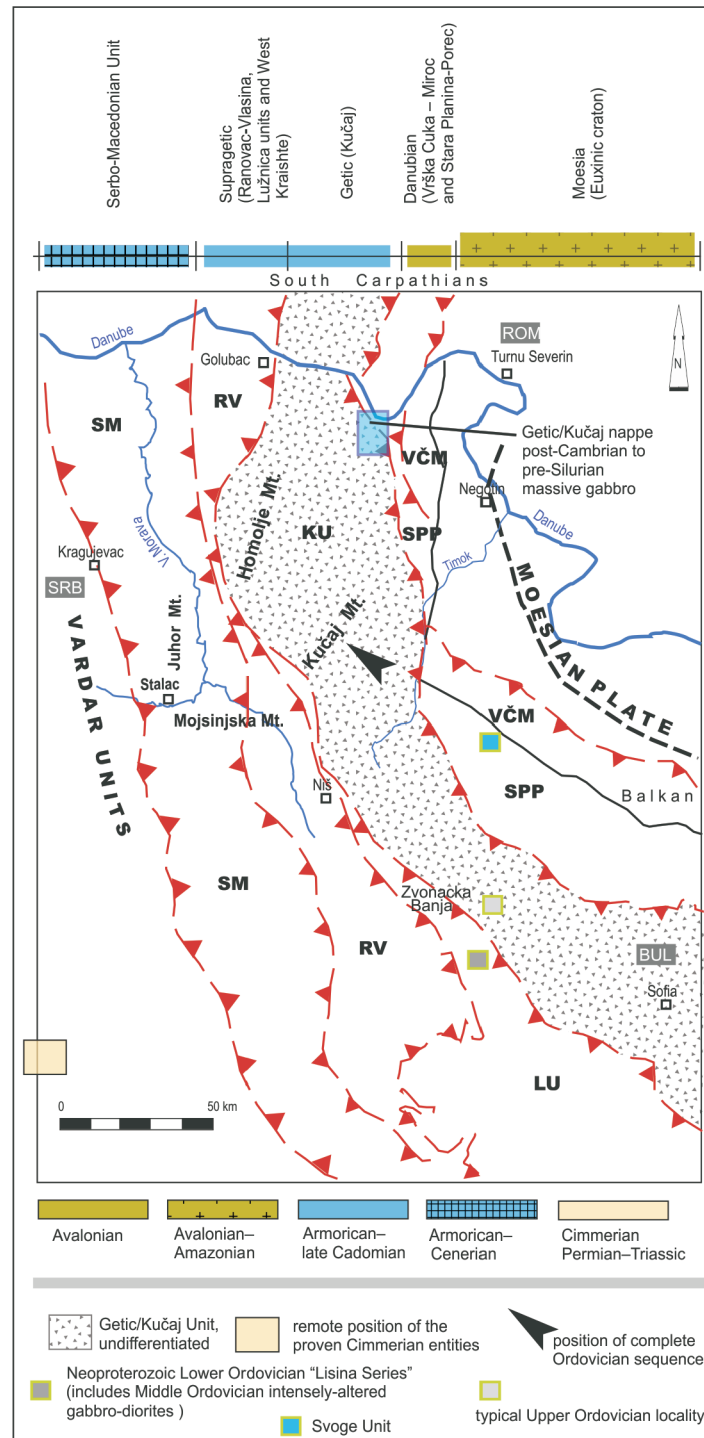 Serbo-Macedonian Unit
Supragetic
(Ranovac-Vlasina,
Lužnica units and West
Kraishte)
Getic (Kučaj)
Danubian
(Vrška Cuka – Miroc
and Stara Planina-Porec)
Moesia
(Euxinic craton)
South Carpathians
Danube
ROM
Turnu Severin
N
Golubac
RV
SM
Getic/Kučaj nappe
post-Cambrian to
pre-Silurian
massive gabbro
VČM
Negotin
Homolje Mt.
KU
SPP
Danube
V.Morava
Kragujevac
SRB
Timok
MOESIAN PLATE
Juhor Mt.
Kučaj Mt.
VARDAR UNITS
Stalac
Mojsinjska Mt.
VČM
SPP
Balkan
Niš
SM
Zvonacka
Banja
RV
BUL
Sofia
LU
0
50 km
Avalonian
Avalonian–
Amazonian
Armorican–
late Cadomian
Armorican–
Cenerian
Cimmerian
Permian–Triassic
Getic/Kučaj Unit,
undifferentiated
remote position of the
proven Cimmerian entities
position of complete
Ordovician sequence
Neoproterozoic Lower Ordovician “Lisina Series”
(includes Middle Ordovician intensely-altered
gabbro-diorites )
typical Upper Ordovician locality
Svoge Unit